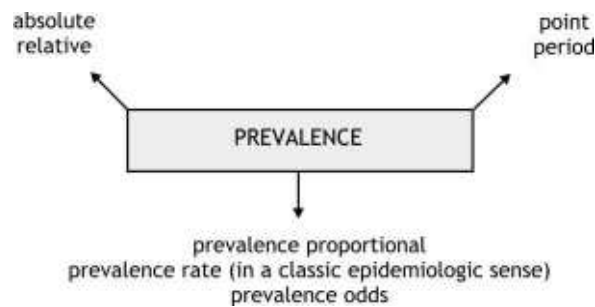 absolute
relative
point
period
PREVALENCE
prevalence proportional
prevalence rate (in a classic epidemiologic sense)
prevalence odds